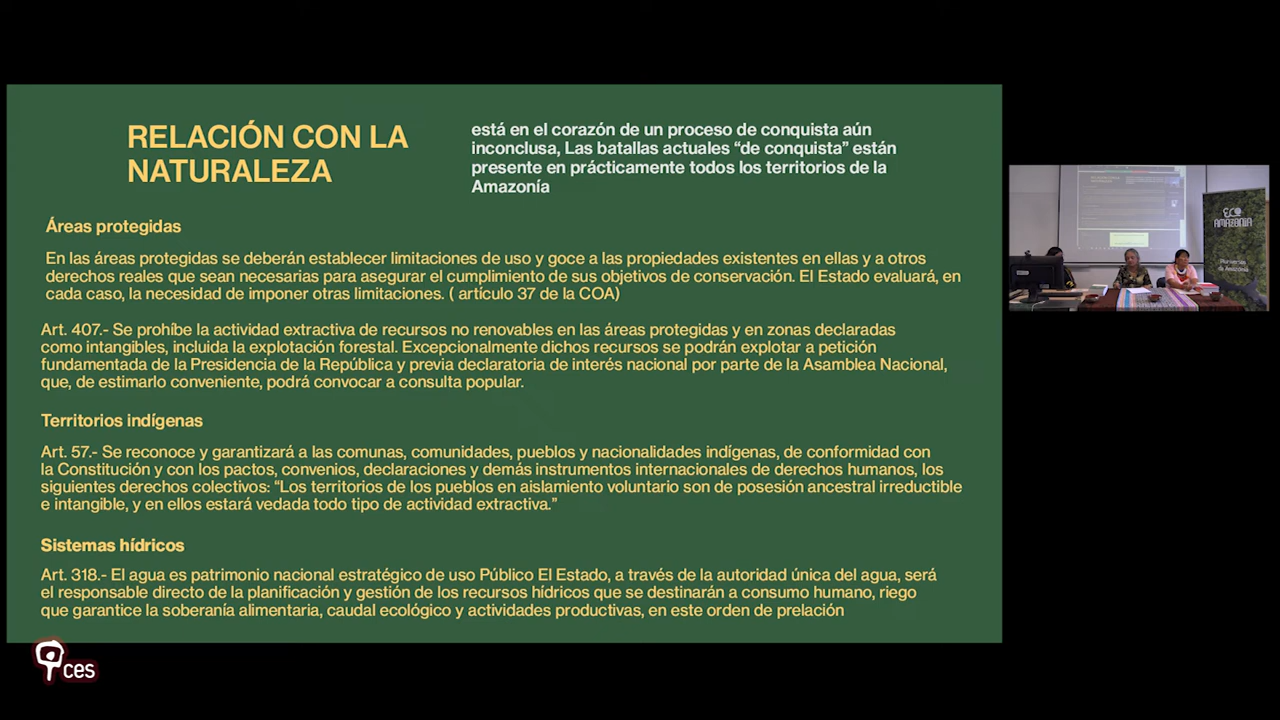 RELACIÓN CON LA
NATURALEZA
está en el corazón de un proceso de conquista aún
inconclusa, Las batallas actuales “de conquista” están
presente en prácticamente todos los territorios de la
Amazonía
Áreas protegidas
En las áreas protegidas se deberán establecer limitaciones de uso y goce a las propiedades existentes en ellas y a otros
derechos reales que sean necesarias para asegurar el cumplimiento de sus objetivos de conservación. El Estado evaluará, en
cada caso, la necesidad de imponer otras limitaciones. ( artículo 37 de la COA)
Art. 407.- Se prohíbe la actividad extractiva de recursos no renovables en las áreas protegidas y en zonas declaradas
como intangibles, incluida la explotación forestal. Excepcionalmente dichos recursos se podrán explotar a petición
fundamentada de la Presidencia de la República y previa declaratoria de interés nacional por parte de la Asamblea Nacional,
que, de estimarlo conveniente, podrá convocar a consulta popular.
Territorios indígenas
Art. 57.- Se reconoce y garantizará a las comunas, comunidades, pueblos y nacionalidades indígenas, de conformidad con
la Constitución y con los pactos, convenios, declaraciones y demás instrumentos internacionales de derechos humanos, los
siguientes derechos colectivos: “Los territorios de los pueblos en aislamiento voluntario son de posesión ancestral irreductible
e intangible, y en ellos estará vedada todo tipo de actividad extractiva.”
Sistemas hídricos
Art. 318.- El agua es patrimonio nacional estratégico de uso Público El Estado, a través de la autoridad única del agua, será
el responsable directo de la planificación y gestión de los recursos hídricos que se destinarán a consumo humano, riego
que garantice la soberanía alimentaria, caudal ecológico y actividades productivas, en este orden de prelación
ECO
AMAZONIA
ces